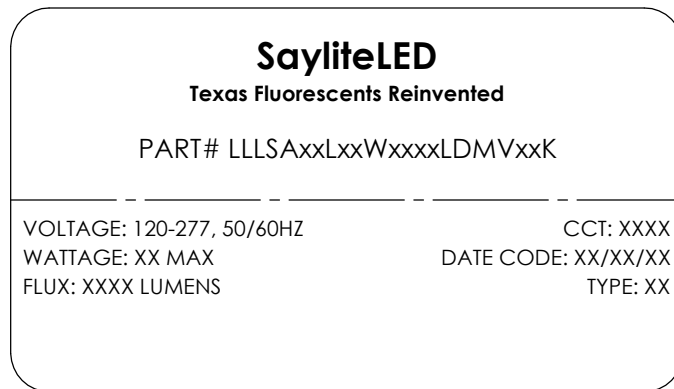 SayliteLED
Texas Fluorescents Reinvented
PART# LLLSAxxLxxWxxxxLDMVxxK
VOLTAGE: 120-277, 50/60HZ
CCT: XXXX
WATTAGE: XX MAX
DATE CODE: XX/XX/XX
FLUX: XXXX LUMENS
TYPE: XX